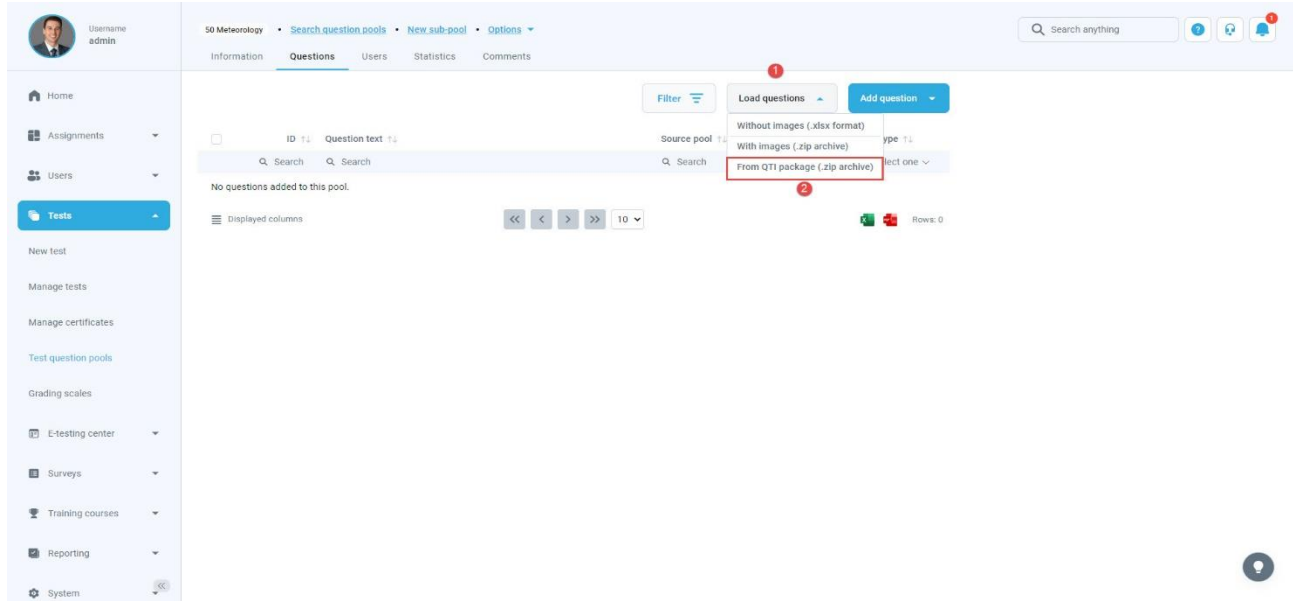 Username
admin
50 Meteorology • Search question pools • New sub-pool • Options
Search anything
1
Information Questions Users Statistics Comments
1
Home
Filter Load questions Add question
Without images (.xlsx format)
Assignments
ID Question text Source pool ype
With images (.zip archive)
Search Search Search lect one
From QTI package (.zip archive)
Users
No questions added to this pool.
2
Tests
Displayed columns 10 Rows: 0
New test
Manage tests
Manage certificates
Test question pools
Grading scales
E-testing center
Surveys
Training courses
Reporting
System